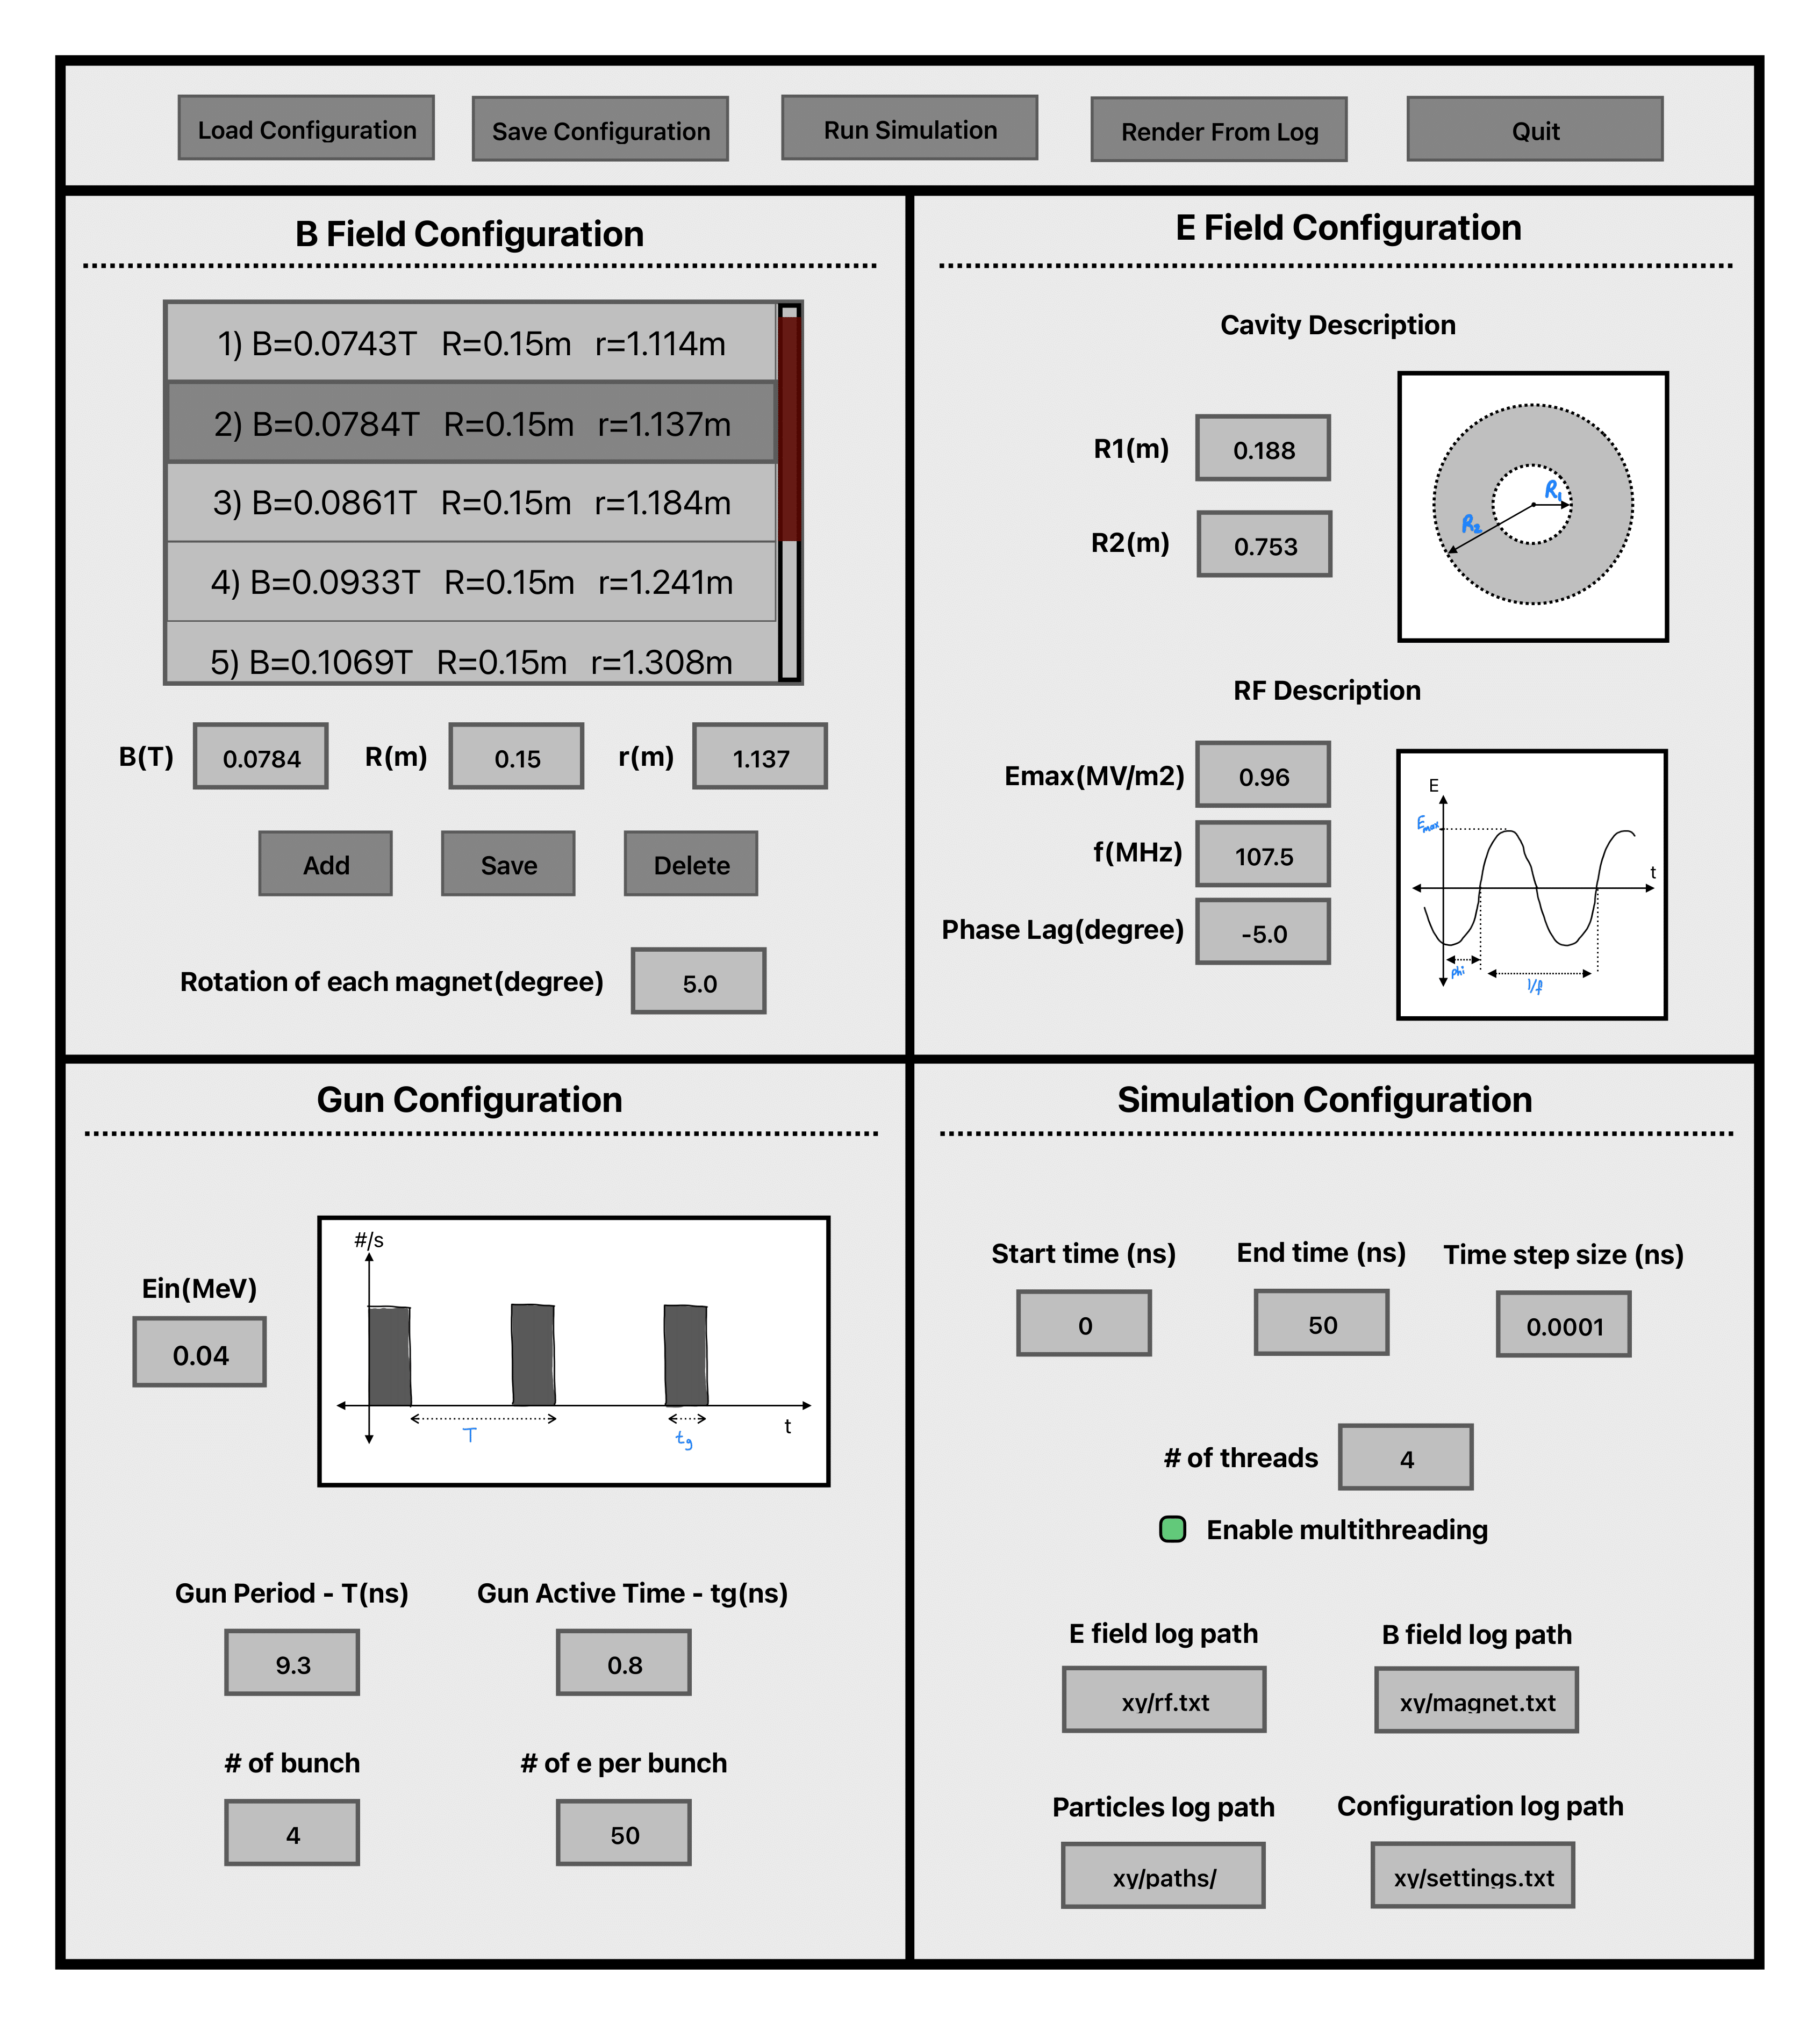 Load Configuration
Save Configuration
Run Simulation
Render From Log
Quit
B Field Configuration
1) B=0.0743T R=0.15m r=1.114m
2) B=0.0784T R=0.15m r=1.137m
3) B=0.0861T R=0.15m r=1.184m
4) B=0.0933T R=0.15m r=1.241m
5) B=0.1069T R=0.15m r=1.308m
B(T) 0.0784 R(m) 0.15 r(m) 1.137
Add Save Delete
Rotation of each magnet(degree) 5.0
E Field Configuration
Cavity Description
R1(m) 0.188
R2(m) 0.753
R1
R2
RF Description
Emax(MV/m2) 0.96
f(MHz) 107.5
Phase Lag(degree) -5.0
E
Emax
t
phi
1/f
Gun Configuration
Ein(MeV)
0.04
#/s
T
tg
t
Gun Period - T(ns) Gun Active Time - tg(ns)
9.3 0.8
# of bunch # of e per bunch
4 50
Simulation Configuration
Start time (ns) End time (ns) Time step size (ns)
0 50 0.0001
# of threads 4
Enable multithreading
E field log path B field log path
xy/rf.txt xy/magnet.txt
Particles log path Configuration log path
xy/paths/ xy/settings.txt